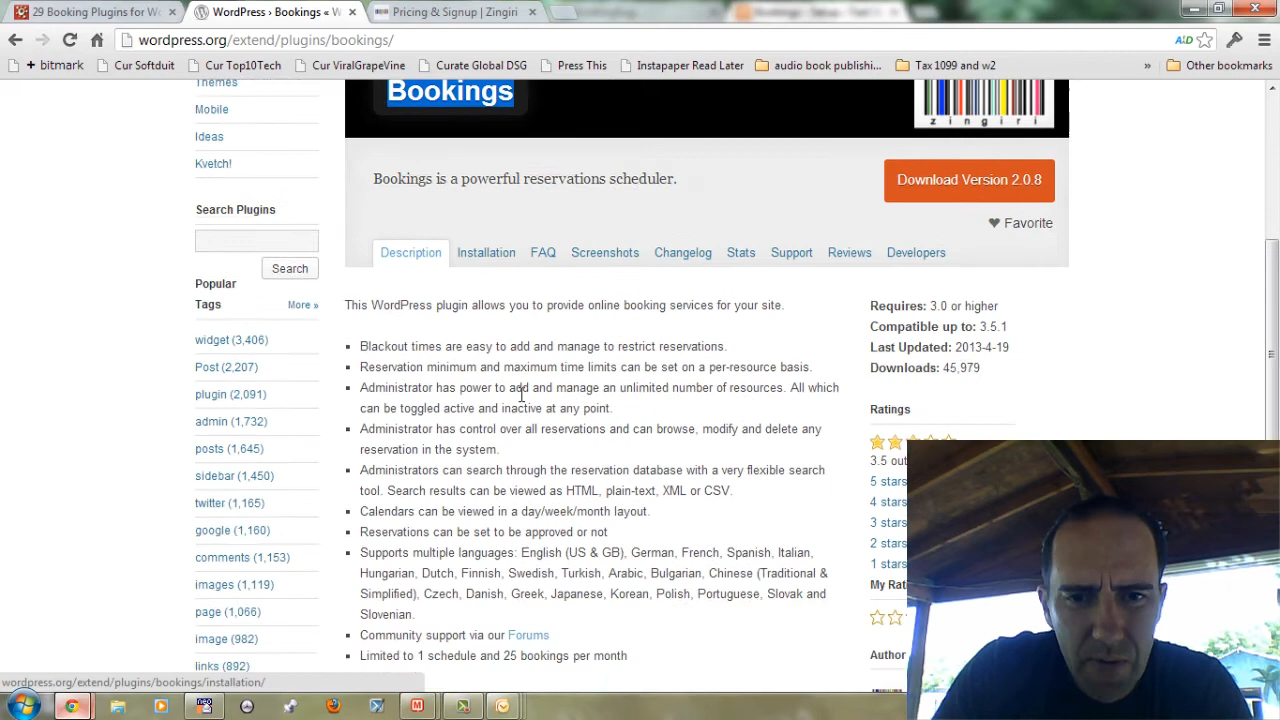 29 Booking Plugins for Wo
WordPress › Bookings « W
Pricing & Signup | Zingiri
wordpress.org/extend/plugins/bookings/
+ bitmark
Cur Softduit
Cur Top10Tech
Cur ViralGrapeVine
Curate Global DSG
Press This
Instapaper Read Later
audio book publishi...
Tax 1099 and w2
»
Other bookmarks
Themes
Mobile
Ideas
Kvetch!
Search Plugins
Search
Popular
Tags
More »
widget (3,406)
Post (2,207)
plugin (2,091)
admin (1,732)
posts (1,645)
sidebar (1,450)
twitter (1,165)
google (1,160)
comments (1,153)
images (1,119)
page (1,066)
image (982)
links (892)
Bookings
zingiri
Bookings is a powerful reservations scheduler.
Download Version 2.0.8
Favorite
Description
Installation
FAQ
Screenshots
Changelog
Stats
Support
Reviews
Developers
This WordPress plugin allows you to provide online booking services for your site.
Blackout times are easy to add and manage to restrict reservations.
Reservation minimum and maximum time limits can be set on a per-resource basis.
Administrator has power to add and manage an unlimited number of resources. All which
can be toggled active and inactive at any point.
Administrator has control over all reservations and can browse, modify and delete any
reservation in the system.
Administrators can search through the reservation database with a very flexible search
tool. Search results can be viewed as HTML, plain-text, XML or CSV.
Calendars can be viewed in a day/week/month layout.
Reservations can be set to be approved or not
Supports multiple languages: English (US & GB), German, French, Spanish, Italian,
Hungarian, Dutch, Finnish, Swedish, Turkish, Arabic, Bulgarian, Chinese (Traditional &
Simplified), Czech, Danish, Greek, Japanese, Korean, Polish, Portuguese, Slovak and
Slovenian.
Community support via our Forums
Limited to 1 schedule and 25 bookings per month
Requires: 3.0 or higher
Compatible up to: 3.5.1
Last Updated: 2013-4-19
Downloads: 45,979
Ratings
3.5 out
5 stars
4 stars
3 stars
2 stars
1 stars
My Rat
Author
wordpress.org/extend/plugins/bookings/installation/